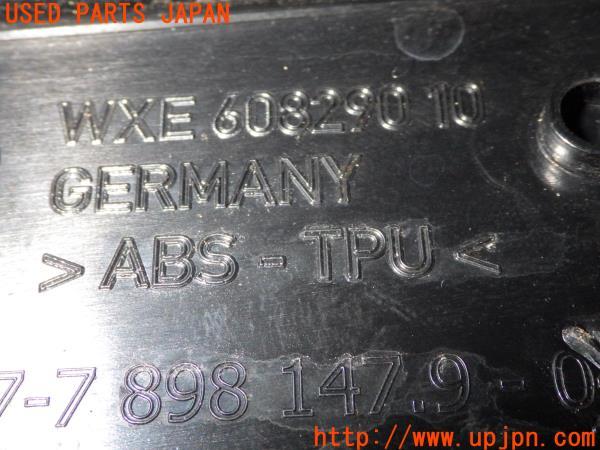 USED PARTS JAPAN
WXE.608290 10
GERMANY
> ABS - TPU <
7-7 898 147.9 - 0
http://www.upjpn.com/